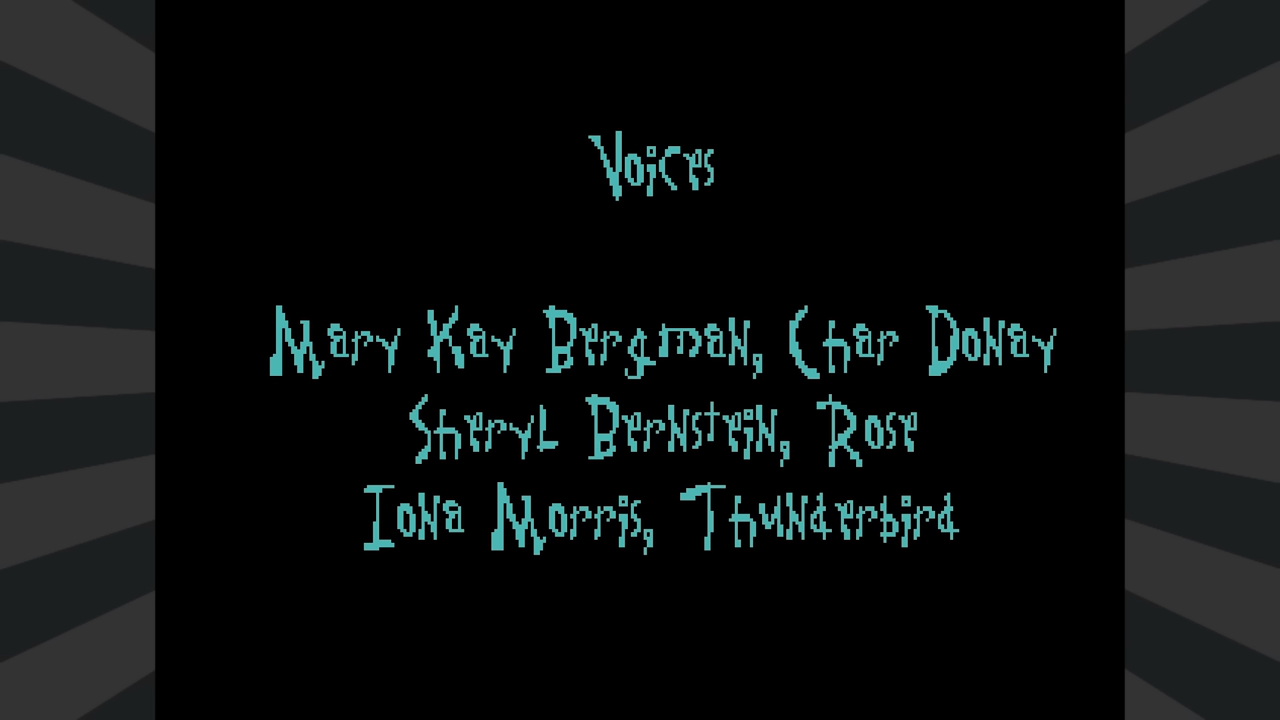 Voices
Mary Kay Bergman, Char Donay
Sheryl Bernstein, Rose
Iona Morris, Thunderbird